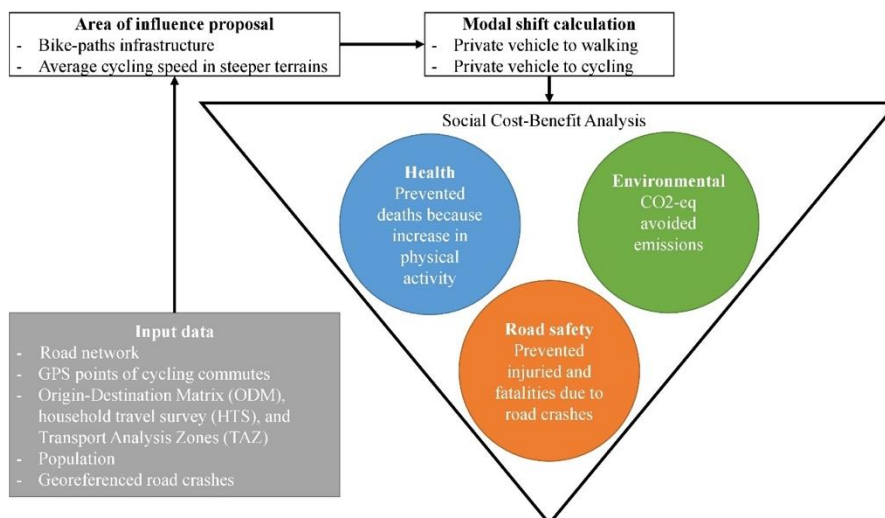 Area of influence proposal
- Bike-paths infrastructure
- Average cycling speed in steeper terrains
Modal shift calculation
- Private vehicle to walking
- Private vehicle to cycling
Social Cost-Benefit Analysis
Health
Prevented
deaths because
increase in
physical
activity
Environmental
CO2-eq
avoided
emissions
Road safety
Prevented
injuried and
fatalities due to
road crashes
Input data
- Road network
- GPS points of cycling commutes
- Origin-Destination Matrix (ODM),
household travel survey (HTS), and
Transport Analysis Zones (TAZ)
- Population
- Georeferenced road crashes